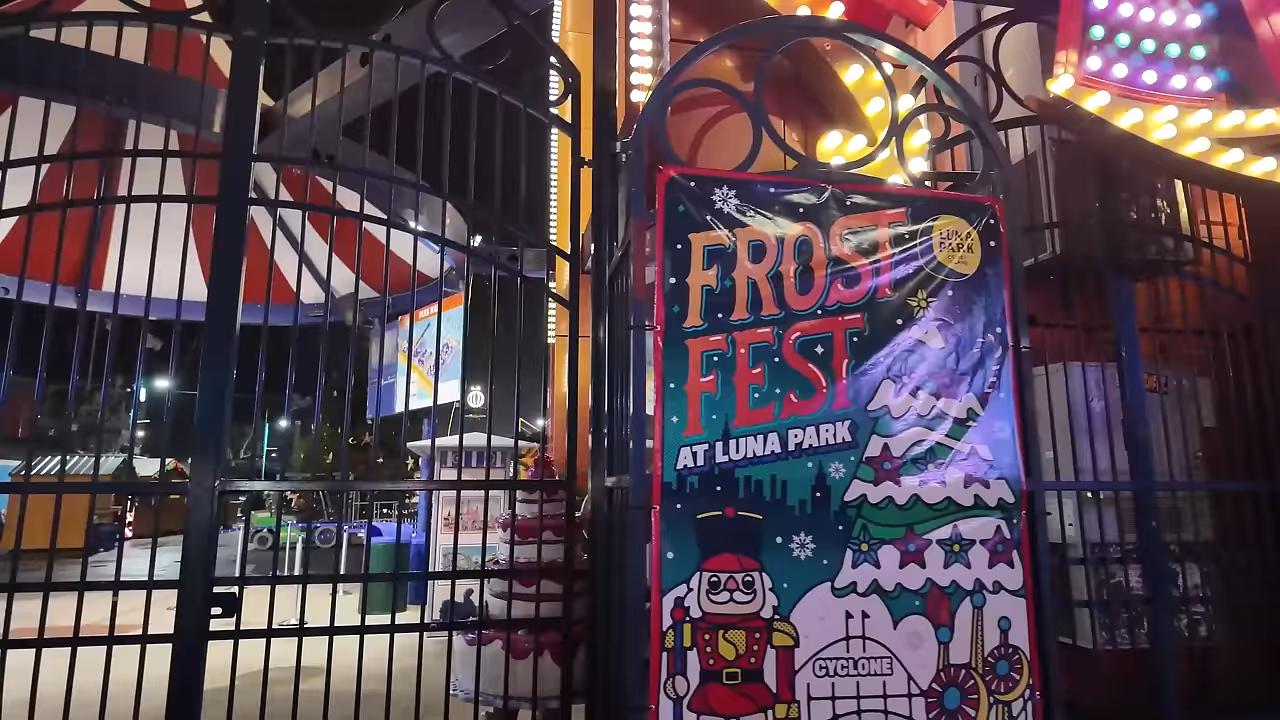 FROST
FEST
AT LUNA PARK
LUNA
PARK
CYCLONE